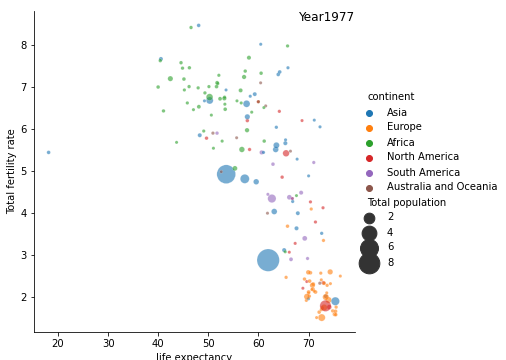 Year1977
8
7
6
5
4
3
2
Total fertility rate
20
30
40
50
60
70
life expectancy
continent
Asia
Europe
Africa
North America
South America
Australia and Oceania
Total population
2
4
6
8